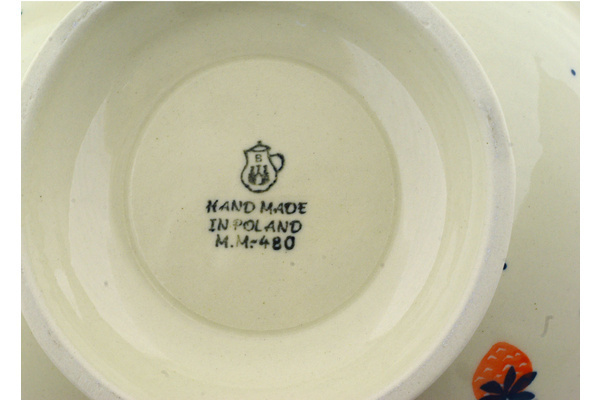 B
HAND MADE
IN POLAND
M.M.-480